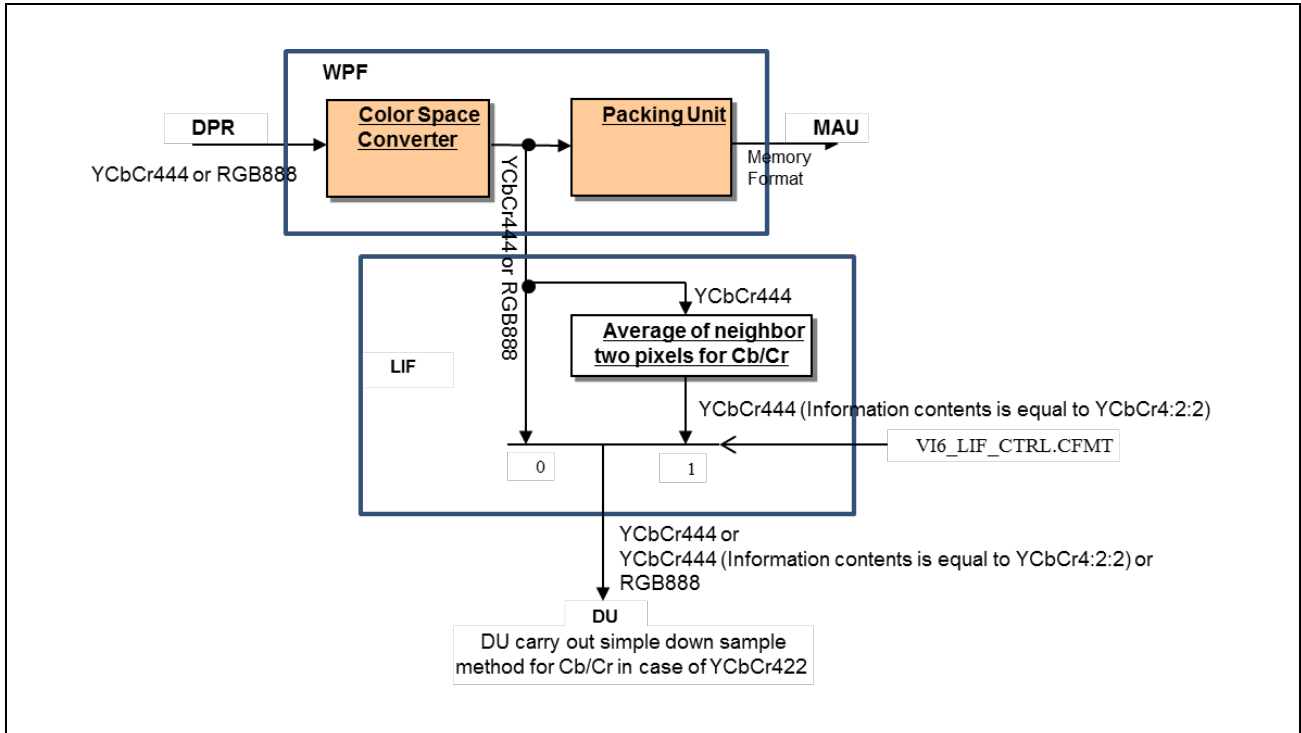 WPF
Color Space
Converter
Packing Unit
DPR
MAU
YCbCr444 or RGB888
Memory
Format
YCbCr444 or RGB888
YCbCr444
Average of neighbor
two pixels for Cb/Cr
LIF
YCbCr444 (Information contents is equal to YCbCr4:2:2)
VI6_LIF_CTRL.CFMT
0
1
YCbCr444 or
YCbCr444 (Information contents is equal to YCbCr4:2:2) or
RGB888
DU
DU carry out simple down sample
method for Cb/Cr in case of YCbCr422